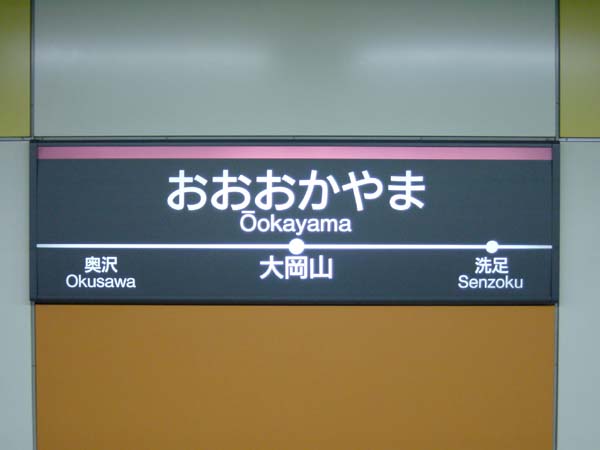 おおおかやま
Ōokayama
大岡山
奥沢
Okusawa
洗足
Senzoku